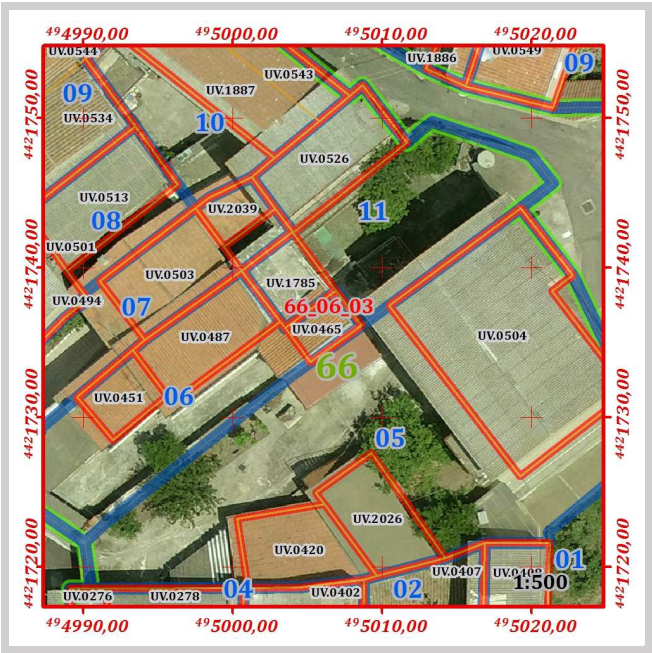 ⁴⁹4990,00 ⁴⁹5000,00 ⁴⁹5010,00 ⁴⁹5020,00
UV.0544
UV.0543
UV.1886
UV.0549
09
UV.1887
09
UV.0534
10
⁴⁴²¹750,00
⁴⁴²¹750,00
UV.0526
UV.0513
08
UV.2039
11
UV.0501
⁴⁴²¹740,00
⁴⁴²¹740,00
UV.0503
UV.1785
UV.0494
07
66_06_03
UV.0487
UV.0465
UV.0504
66
UV.0451
06
⁴⁴²¹730,00
⁴⁴²¹730,00
05
UV.2026
UV.0420
⁴⁴²¹720,00
⁴⁴²¹720,00
UV.0407
01
UV.0408
1:500
UV.0276
UV.0278
04
UV.0402
02
⁴⁹4990,00 ⁴⁹5000,00 ⁴⁹5010,00 ⁴⁹5020,00